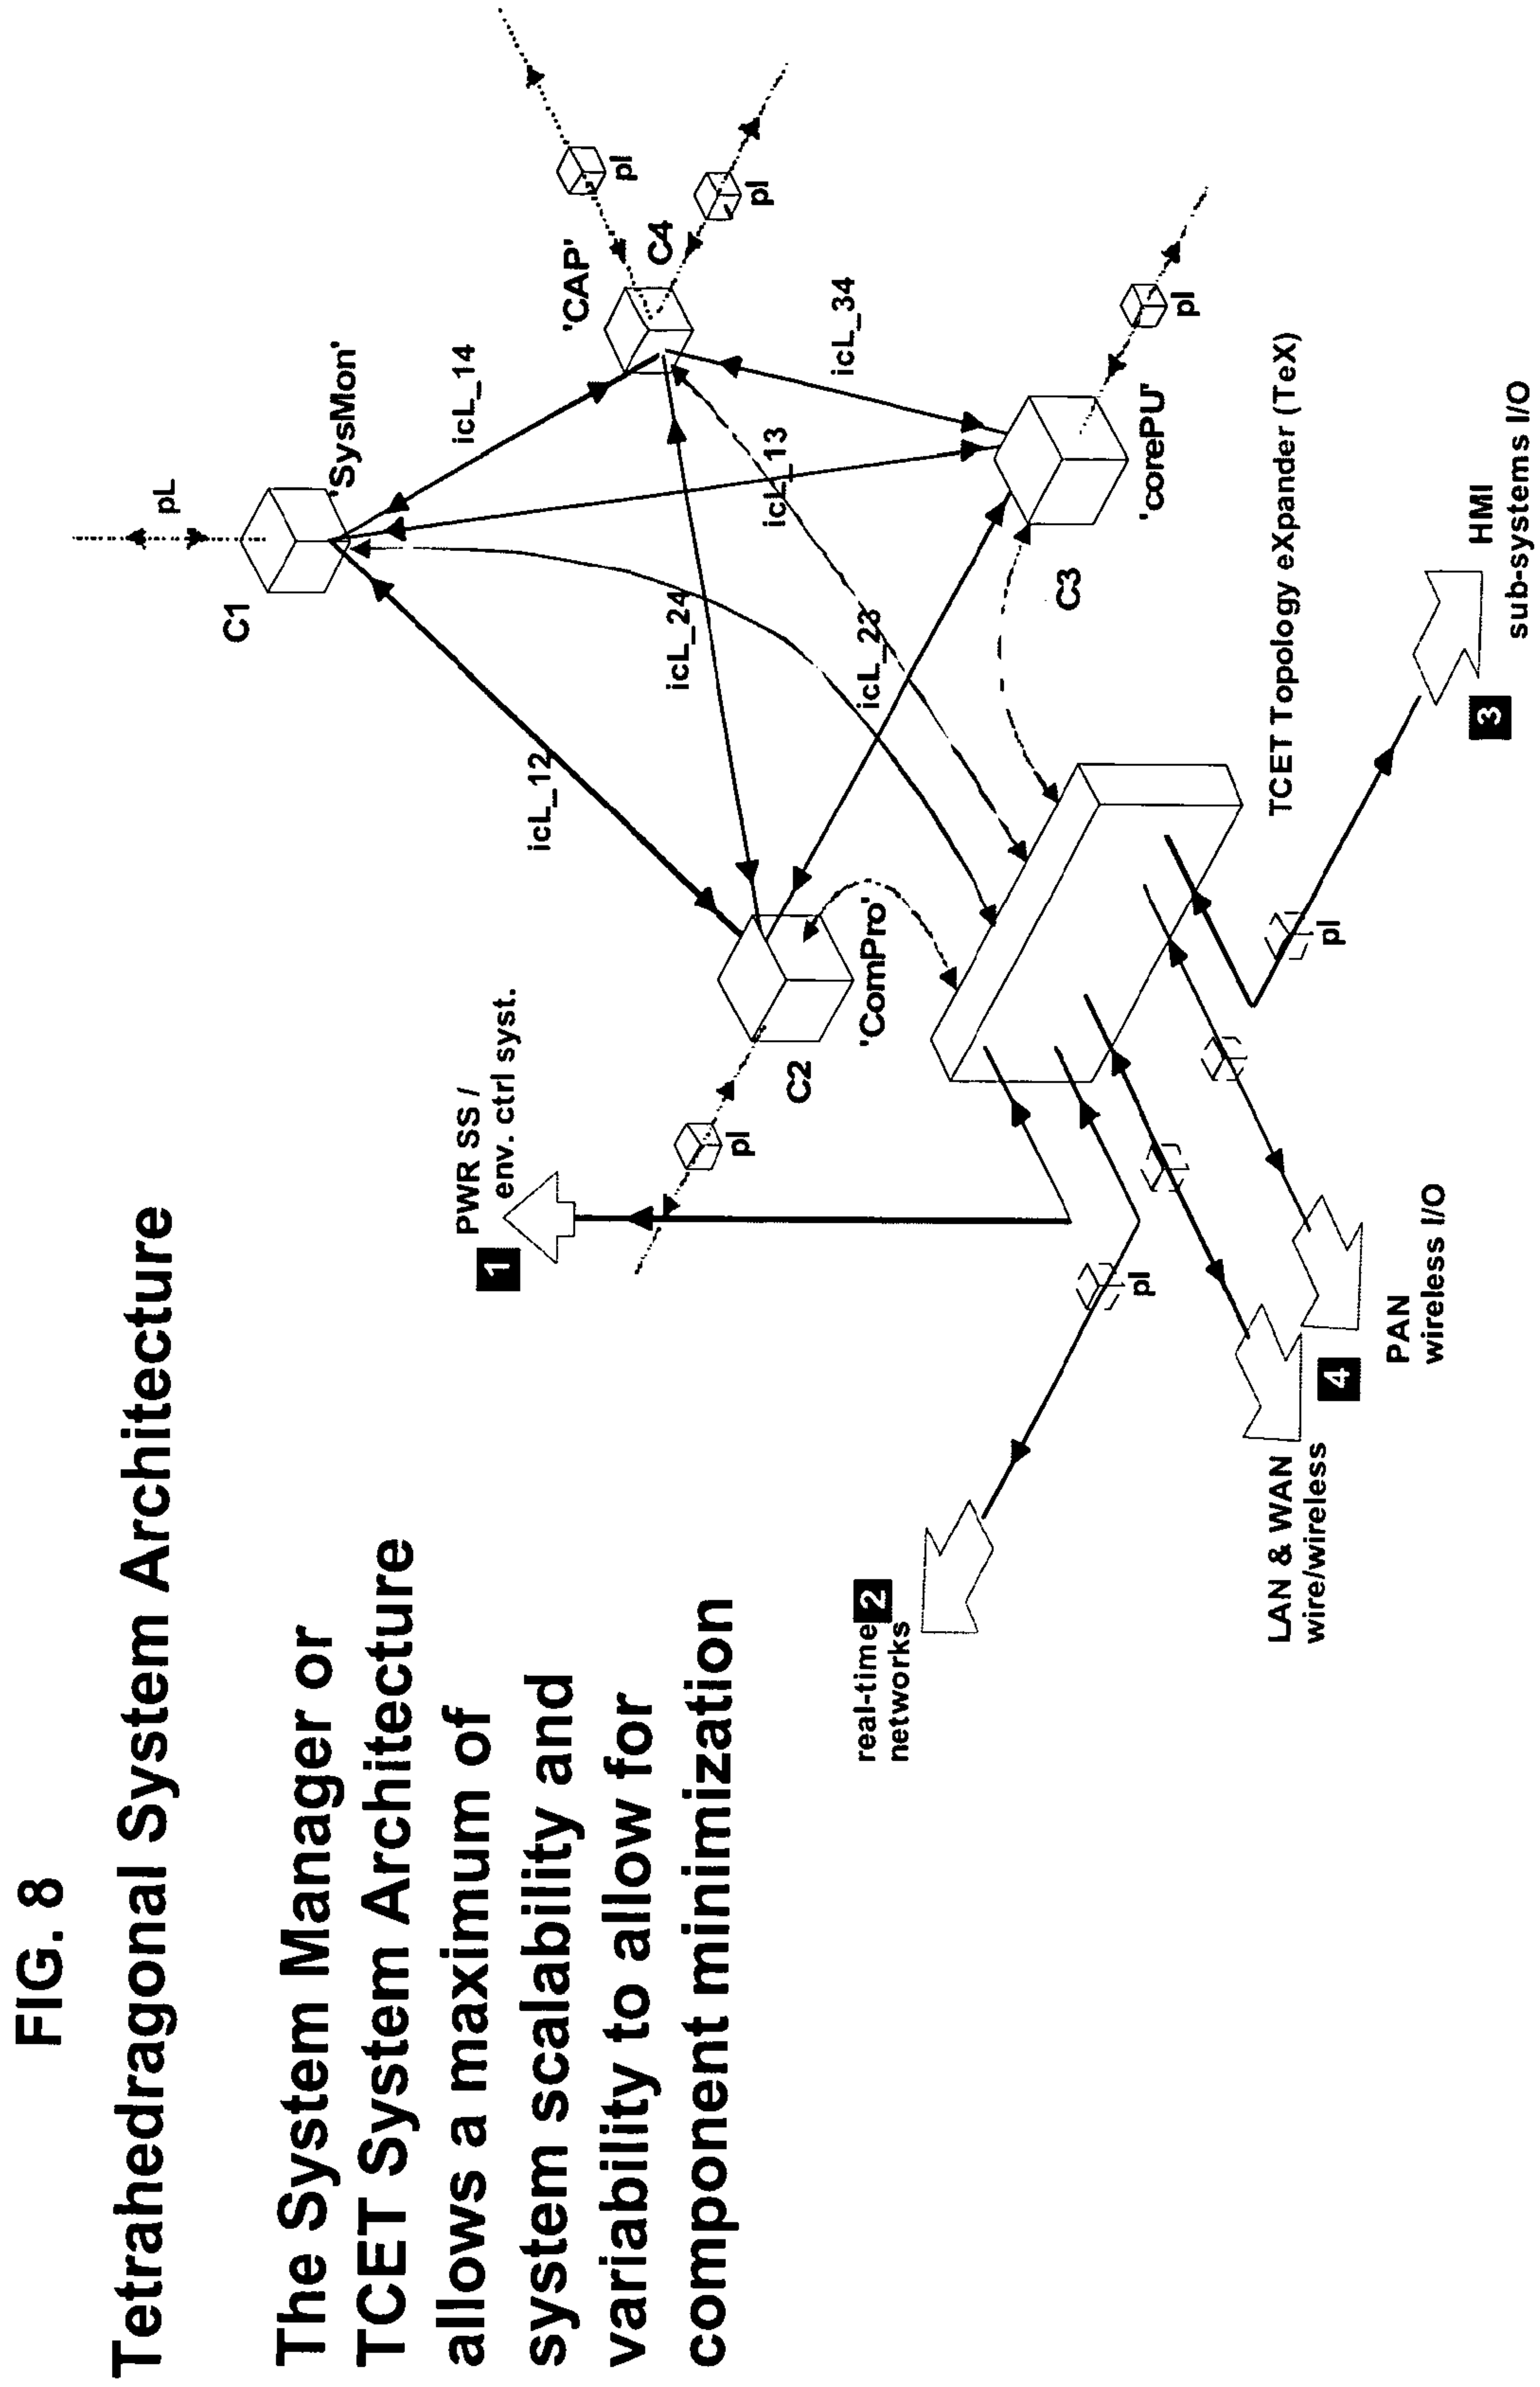 FIG. 8
Tetrahedragonal System Architecture
The System Manager or
TCET System Architecture
allows a maximum of
system scalability and
variability to allow for
component minimization
pL
C1
'SysMon'
icL_14
'CAP'
C4
pl
pl
icL_12
icL_24
icL_13
icL_34
icL_23
PWR SS /
env. ctrl syst.
1
pl
C2
'ComPro'
C3
'corePU'
pl
real-time
networks
2
pl
TCET Topology eXpander (TeX)
LAN & WAN
wire/wireless
4
PAN
wireless I/O
pl
3
HMI
sub-systems I/O